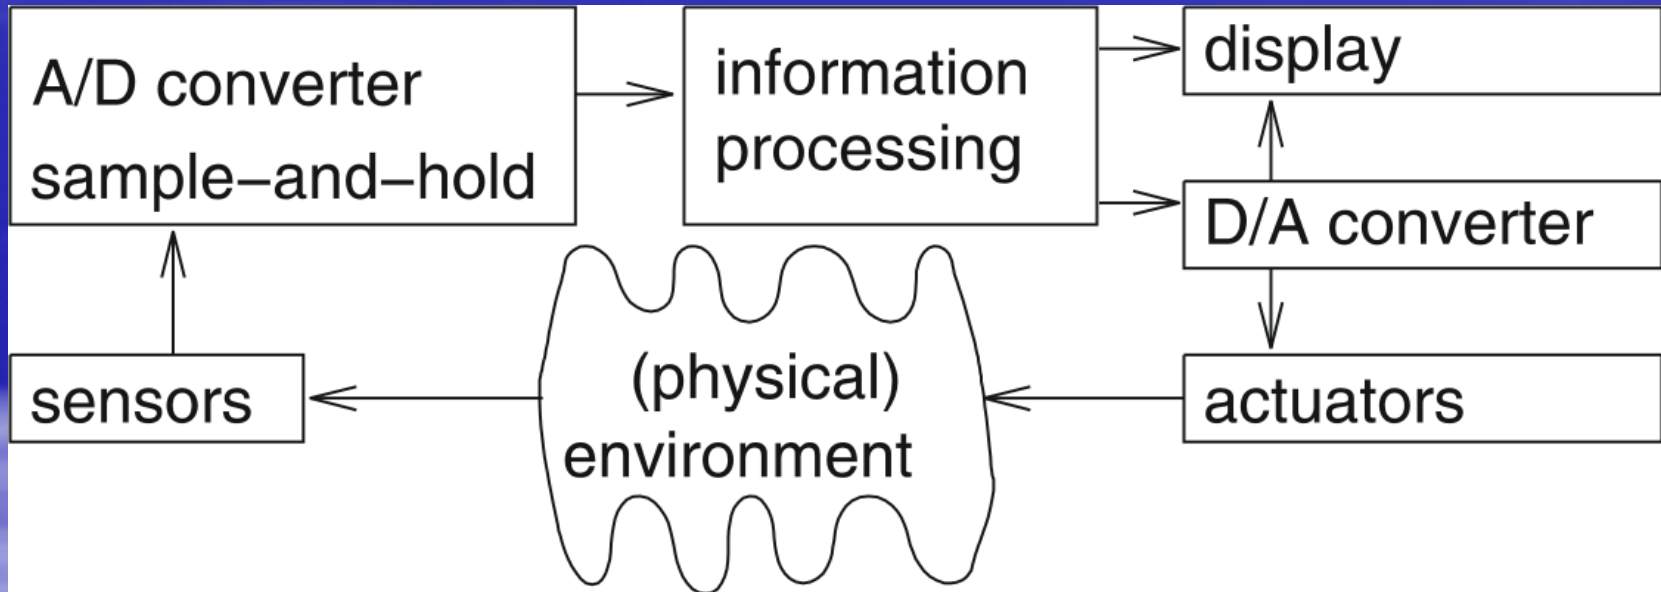 A/D converter
sample–and–hold
information
processing
display
D/A converter
sensors
(physical)
environment
actuators